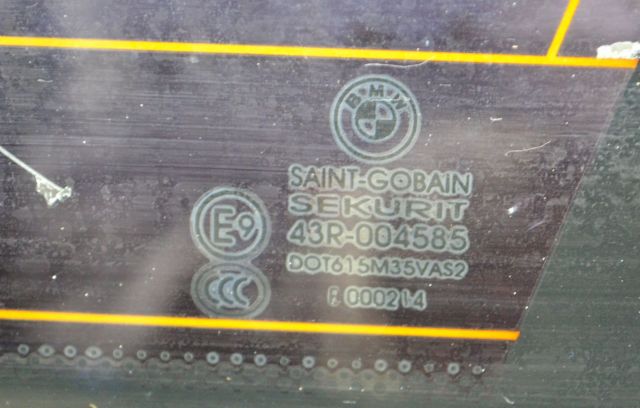 BMW
SAINT-GOBAIN
SEKURIT
E9
43R-004585
DOT615M35VAS2
CCC
F 000214